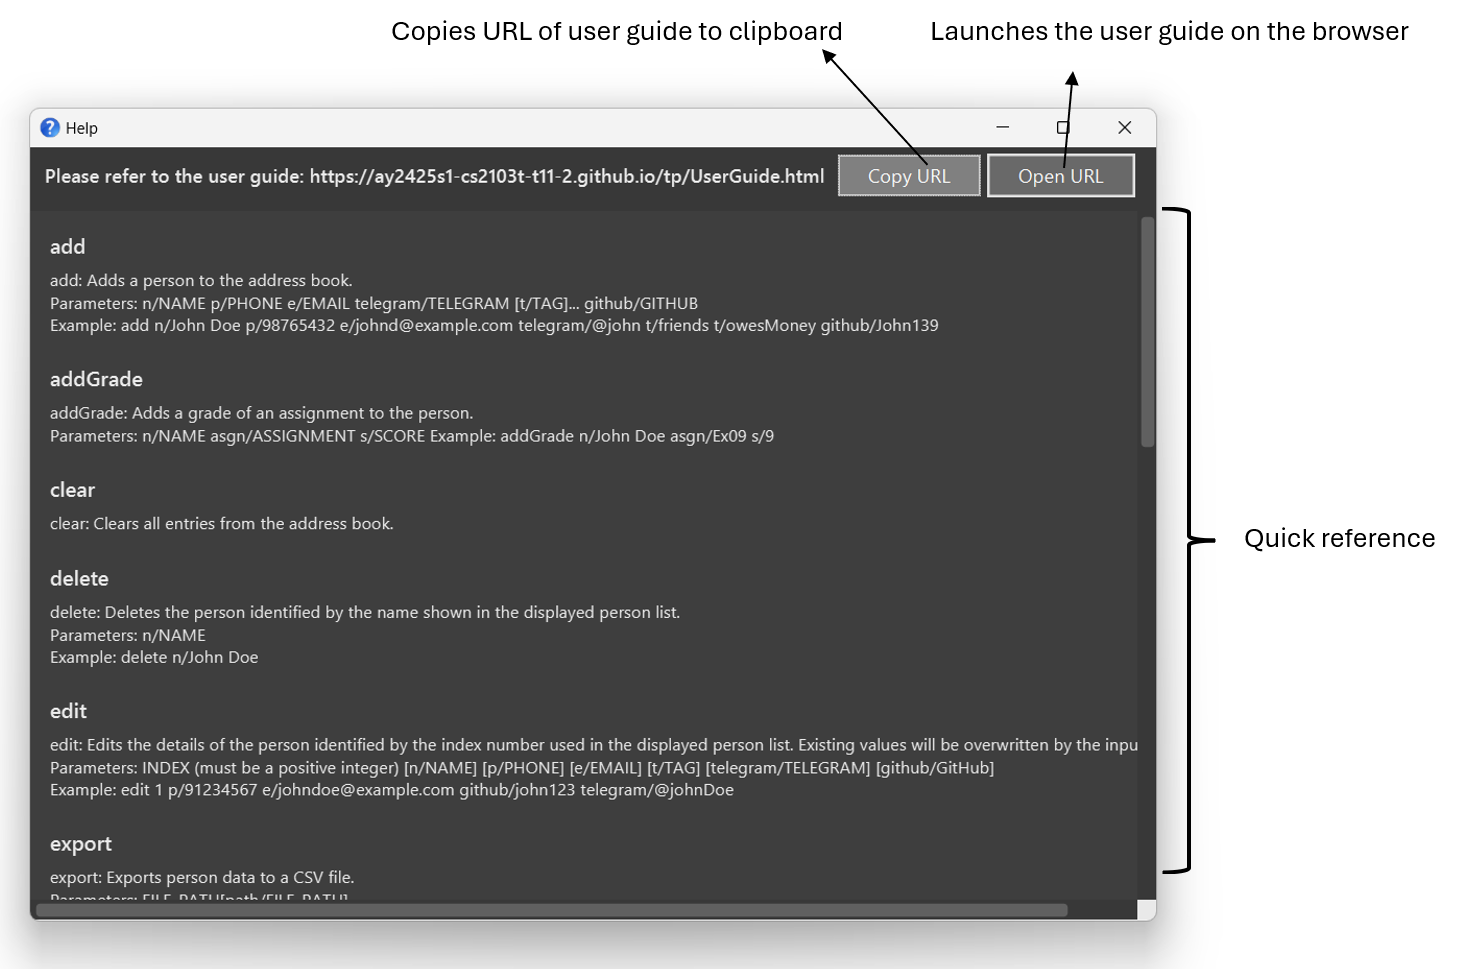 Copies URL of user guide to clipboard
Launches the user guide on the browser
Help
Please refer to the user guide: https://ay2425s1-cs2103t-t11-2.github.io/tp/UserGuide.html
Copy URL
Open URL
add
add: Adds a person to the address book.
Parameters: n/NAME p/PHONE e/EMAIL telegram/TELEGRAM [t/TAG]... github/GITHUB
Example: add n/John Doe p/98765432 e/johnd@example.com telegram/@john t/friends t/owesMoney github/John139
addGrade
addGrade: Adds a grade of an assignment to the person.
Parameters: n/NAME asgn/ASSIGNMENT s/SCORE Example: addGrade n/John Doe asgn/Ex09 s/9
clear
clear: Clears all entries from the address book.
Quick reference
delete
delete: Deletes the person identified by the name shown in the displayed person list.
Parameters: n/NAME
Example: delete n/John Doe
edit
edit: Edits the details of the person identified by the index number used in the displayed person list. Existing values will be overwritten by the inpu
Parameters: INDEX (must be a positive integer) [n/NAME] [p/PHONE] [e/EMAIL] [t/TAG] [telegram/TELEGRAM] [github/GitHub]
Example: edit 1 p/91234567 e/johndoe@example.com github/john123 telegram/@johnDoe
export
export: Exports person data to a CSV file.
Parameters: FILE_PATH[path/FILE_PATH]